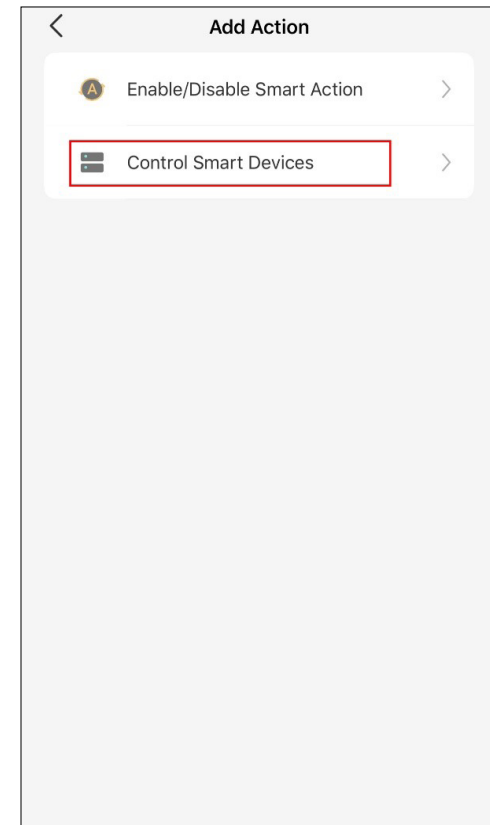 Add Action
Enable/Disable Smart Action
Control Smart Devices